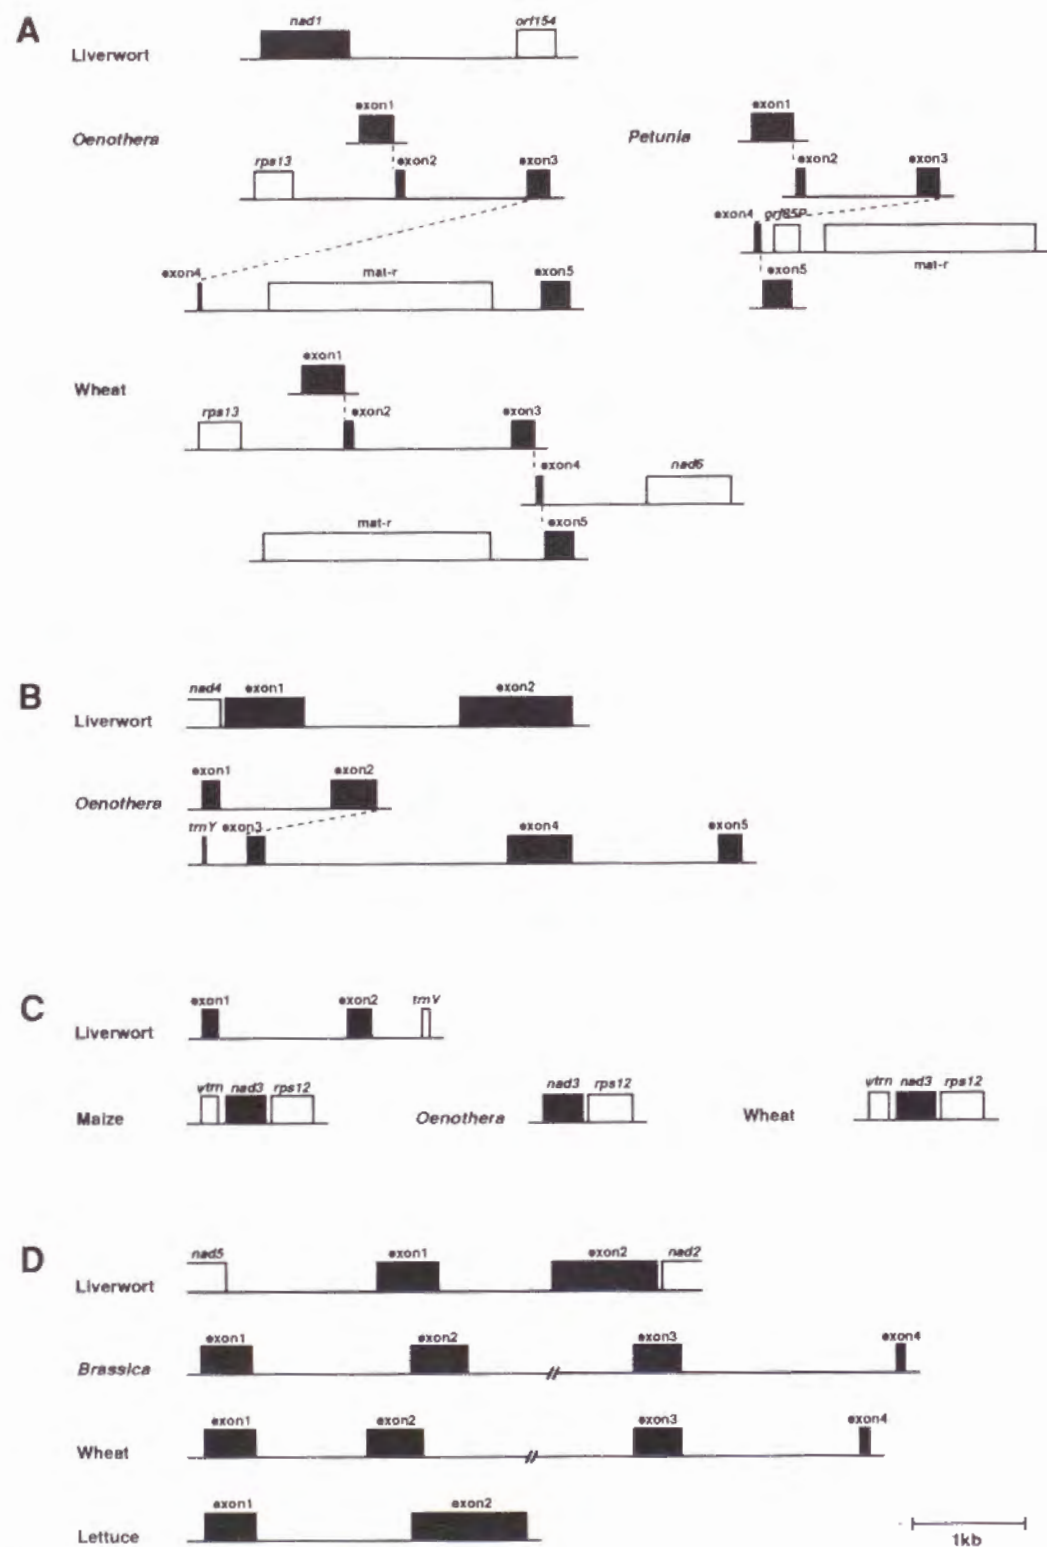 A
nad1 orf154
Liverwort
exon1 exon1
Oenothera Petunia
rps13 exon2 exon3 exon2 exon3
exon4 orf85P
exon4 mat-r exon5 mat-r
exon5
exon1
Wheat
rps13 exon2 exon3
exon4 nad6
mat-r exon5
B
nad4 exon1 exon2
Liverwort
exon1 exon2
Oenothera
trnY exon3 exon4 exon5
C
exon1 exon2 trnV
Liverwort
ψtrn nad3 rps12 nad3 rps12 ψtrn nad3 rps12
Maize Oenothera Wheat
D
nad5 exon1 exon2 nad2
Liverwort
exon1 exon2 exon3 exon4
Brassica
exon1 exon2 exon3 exon4
Wheat
exon1 exon2
Lettuce
1kb